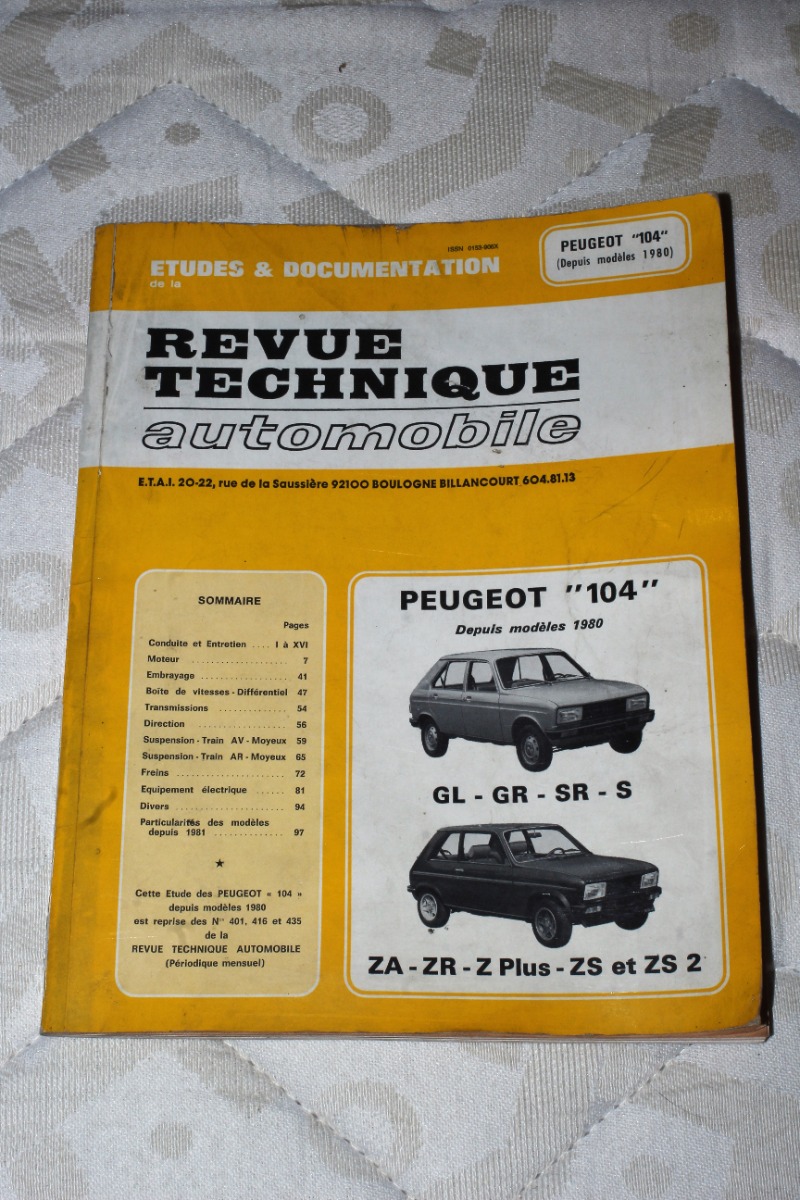 ISSN 0153-906X
ETUDES & DOCUMENTATION
de la
PEUGEOT "104"
(Depuis modèles 1980)
REVUE
TECHNIQUE
automobile
E.T.A.I. 20-22, rue de la Saussière 92100 BOULOGNE BILLANCOURT 604.81.13
SOMMAIRE
Pages
Conduite et Entretien .... I à XVI
Moteur .................... 7
Embrayage ................ 41
Boîte de vitesses - Différentiel 47
Transmissions .............. 54
Direction .................. 56
Suspension - Train AV - Moyeux 59
Suspension - Train AR - Moyeux 65
Freins ...................... 72
Equipement électrique ...... 81
Divers ...................... 94
Particularités des modèles
depuis 1981 .............. 97
★
Cette Etude des PEUGEOT « 104 »
depuis modèles 1980
est reprise des Nos 401, 416 et 435
de la
REVUE TECHNIQUE AUTOMOBILE
(Périodique mensuel)
PEUGEOT "104"
Depuis modèles 1980
GL - GR - SR - S
ZA - ZR - Z Plus - ZS et ZS 2